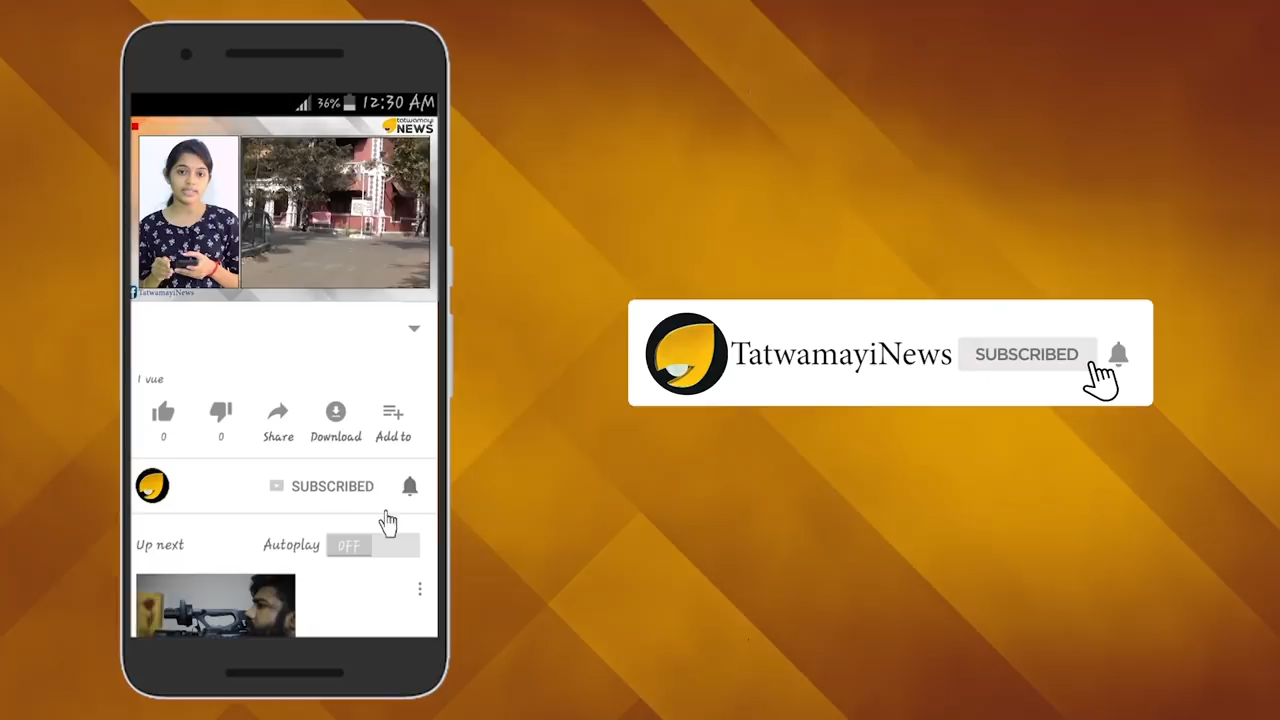 36% 12:30 AM
tatwamayi
NEWS
TatwamayiNews
1 vue
0 0 Share Download Add to
SUBSCRIBED
Up next Autoplay OFF
TatwamayiNews SUBSCRIBED